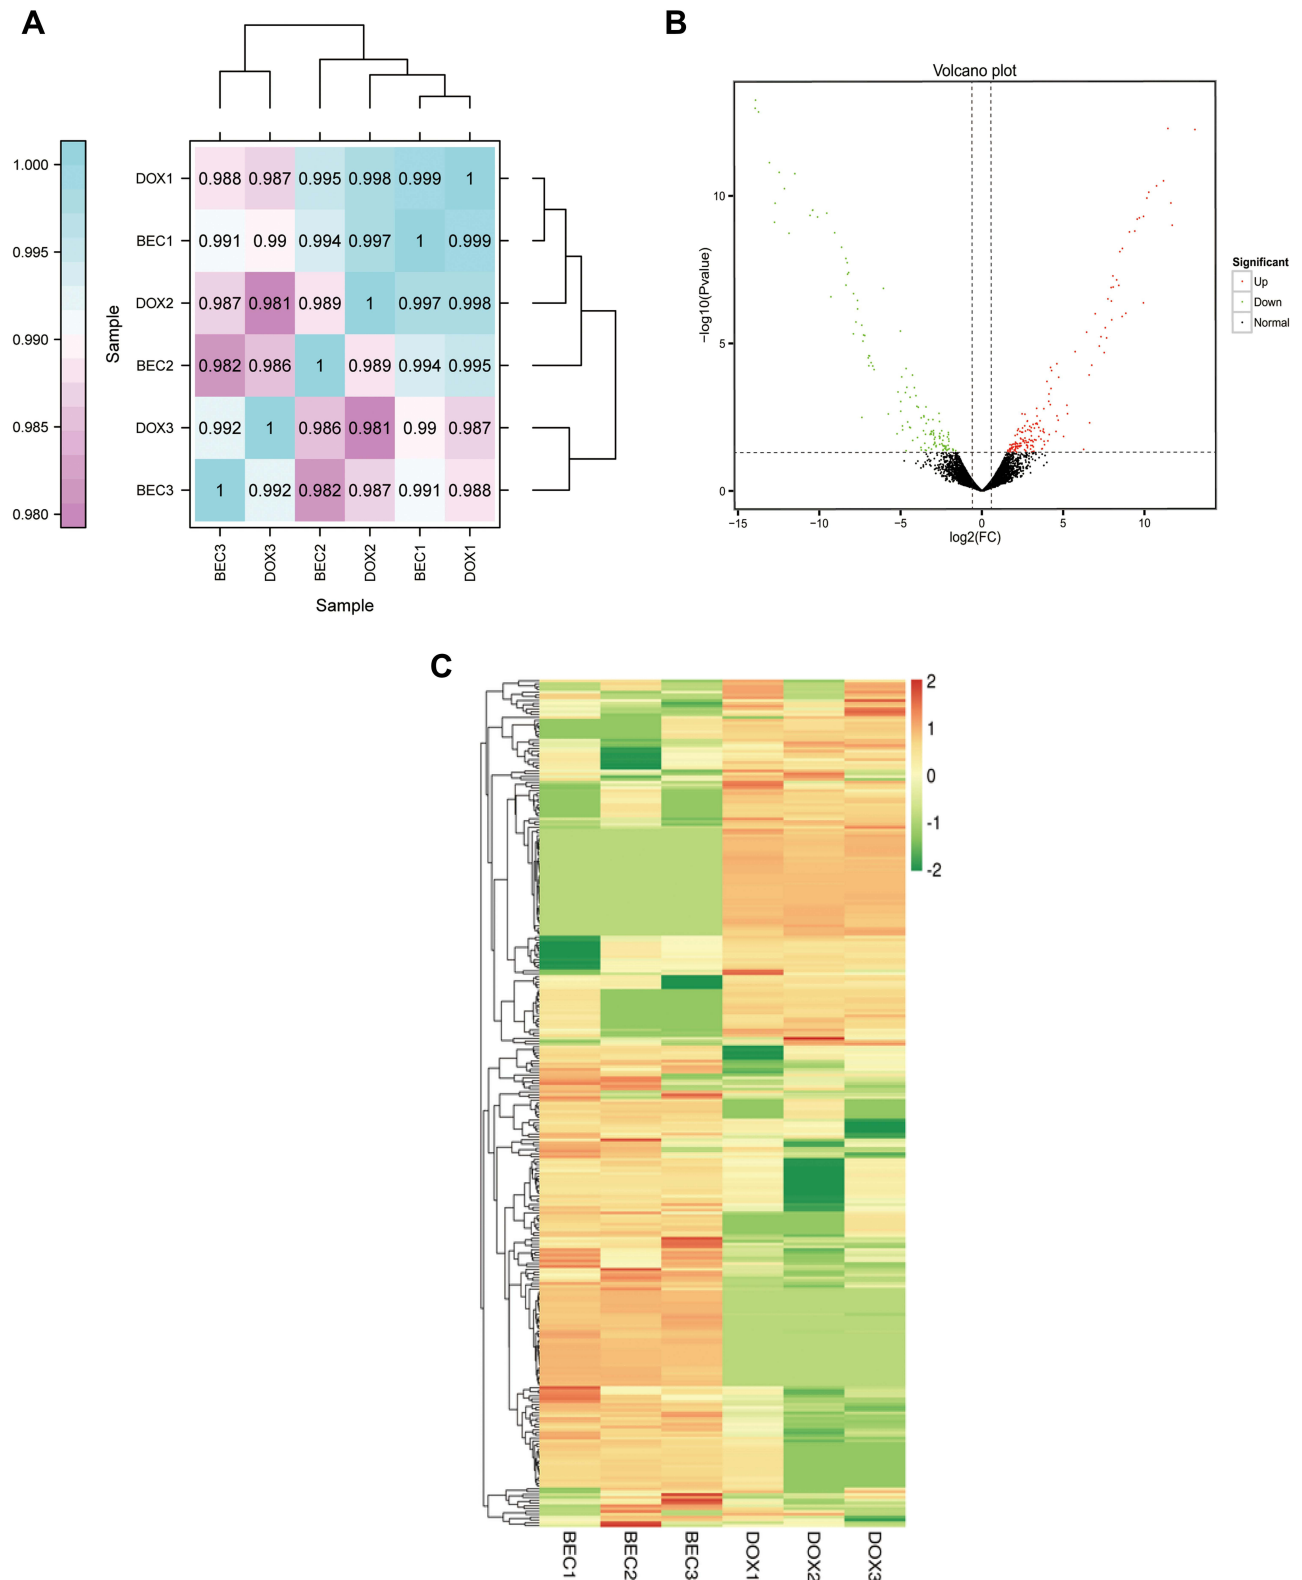 A
1.000
0.995
0.990
0.985
0.980
Sample
DOX1 0.988 0.987 0.995 0.998 0.999 1
BEC1 0.991 0.99 0.994 0.997 1 0.999
DOX2 0.987 0.981 0.989 1 0.997 0.998
BEC2 0.982 0.986 1 0.989 0.994 0.995
DOX3 0.992 1 0.986 0.981 0.99 0.987
BEC3 1 0.992 0.982 0.987 0.991 0.988
BEC3 DOX3 BEC2 DOX2 BEC1 DOX1
Sample
B
Volcano plot
−log10(Pvalue)
10
5
0
−15 −10 −5 0 5 10
log2(FC)
Significant
Up
Down
Normal
C
2
1
0
-1
-2
BEC1 BEC2 BEC3 DOX1 DOX2 DOX3